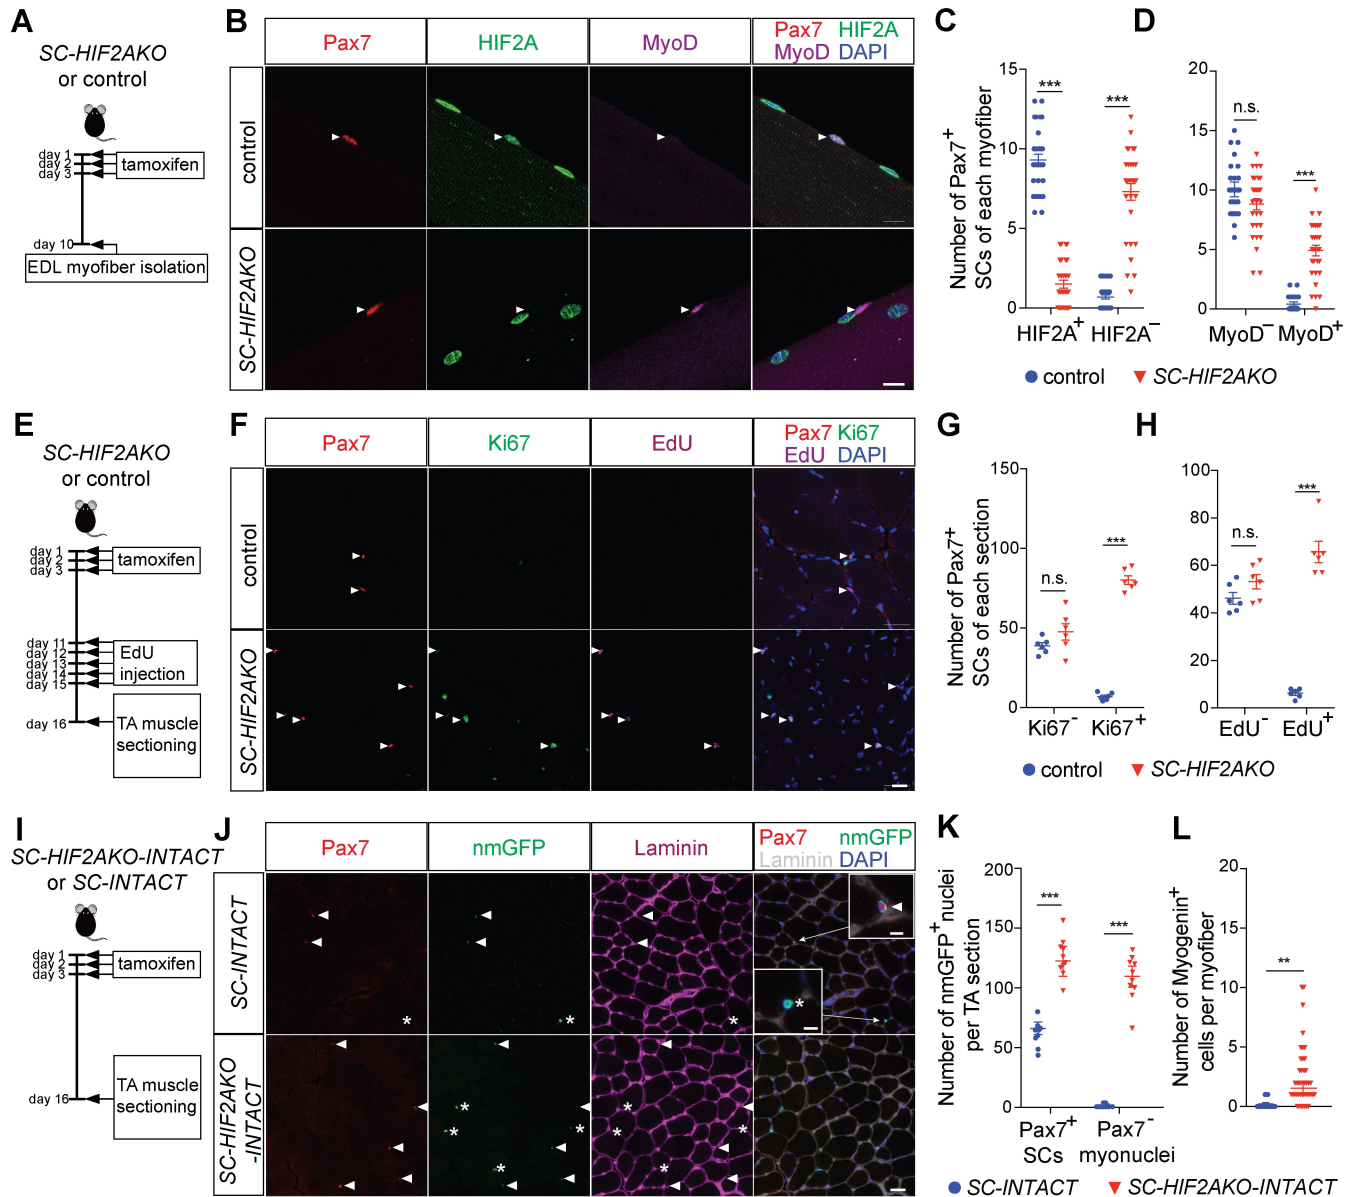 A
SC-HIF2AKO
or control
day 1
day 2
day 3
tamoxifen
day 10
EDL myofiber isolation
B
Pax7
HIF2A
MyoD
Pax7 HIF2A
MyoD DAPI
control
SC-HIF2AKO
C
Number of Pax7+
SCs of each myofiber
15
10
5
0
***
***
HIF2A+ HIF2A−
D
20
15
10
5
0
n.s.
***
MyoD− MyoD+
control SC-HIF2AKO
E
SC-HIF2AKO
or control
day 1
day 2
day 3
tamoxifen
day 11
day 12
day 13
day 14
day 15
EdU
injection
day 16
TA muscle
sectioning
F
Pax7
Ki67
EdU
Pax7 Ki67
EdU DAPI
control
SC-HIF2AKO
G
Number of Pax7+
SCs of each section
150
100
50
0
n.s.
***
Ki67− Ki67+
H
100
80
60
40
20
0
n.s.
***
EdU− EdU+
control SC-HIF2AKO
I
SC-HIF2AKO-INTACT
or SC-INTACT
day 1
day 2
day 3
tamoxifen
day 16
TA muscle
sectioning
J
Pax7
nmGFP
Laminin
Pax7 nmGFP
Laminin DAPI
SC-INTACT
* * * *
SC-HIF2AKO
-INTACT
* * * *
* * * *
K
Number of nmGFP+nuclei
per TA section
200
150
100
50
0
***
***
Pax7+
SCs
Pax7−
myonuclei
L
Number of Myogenin+
cells per myofiber
20
15
10
5
0
**
SC-INTACT SC-HIF2AKO-INTACT